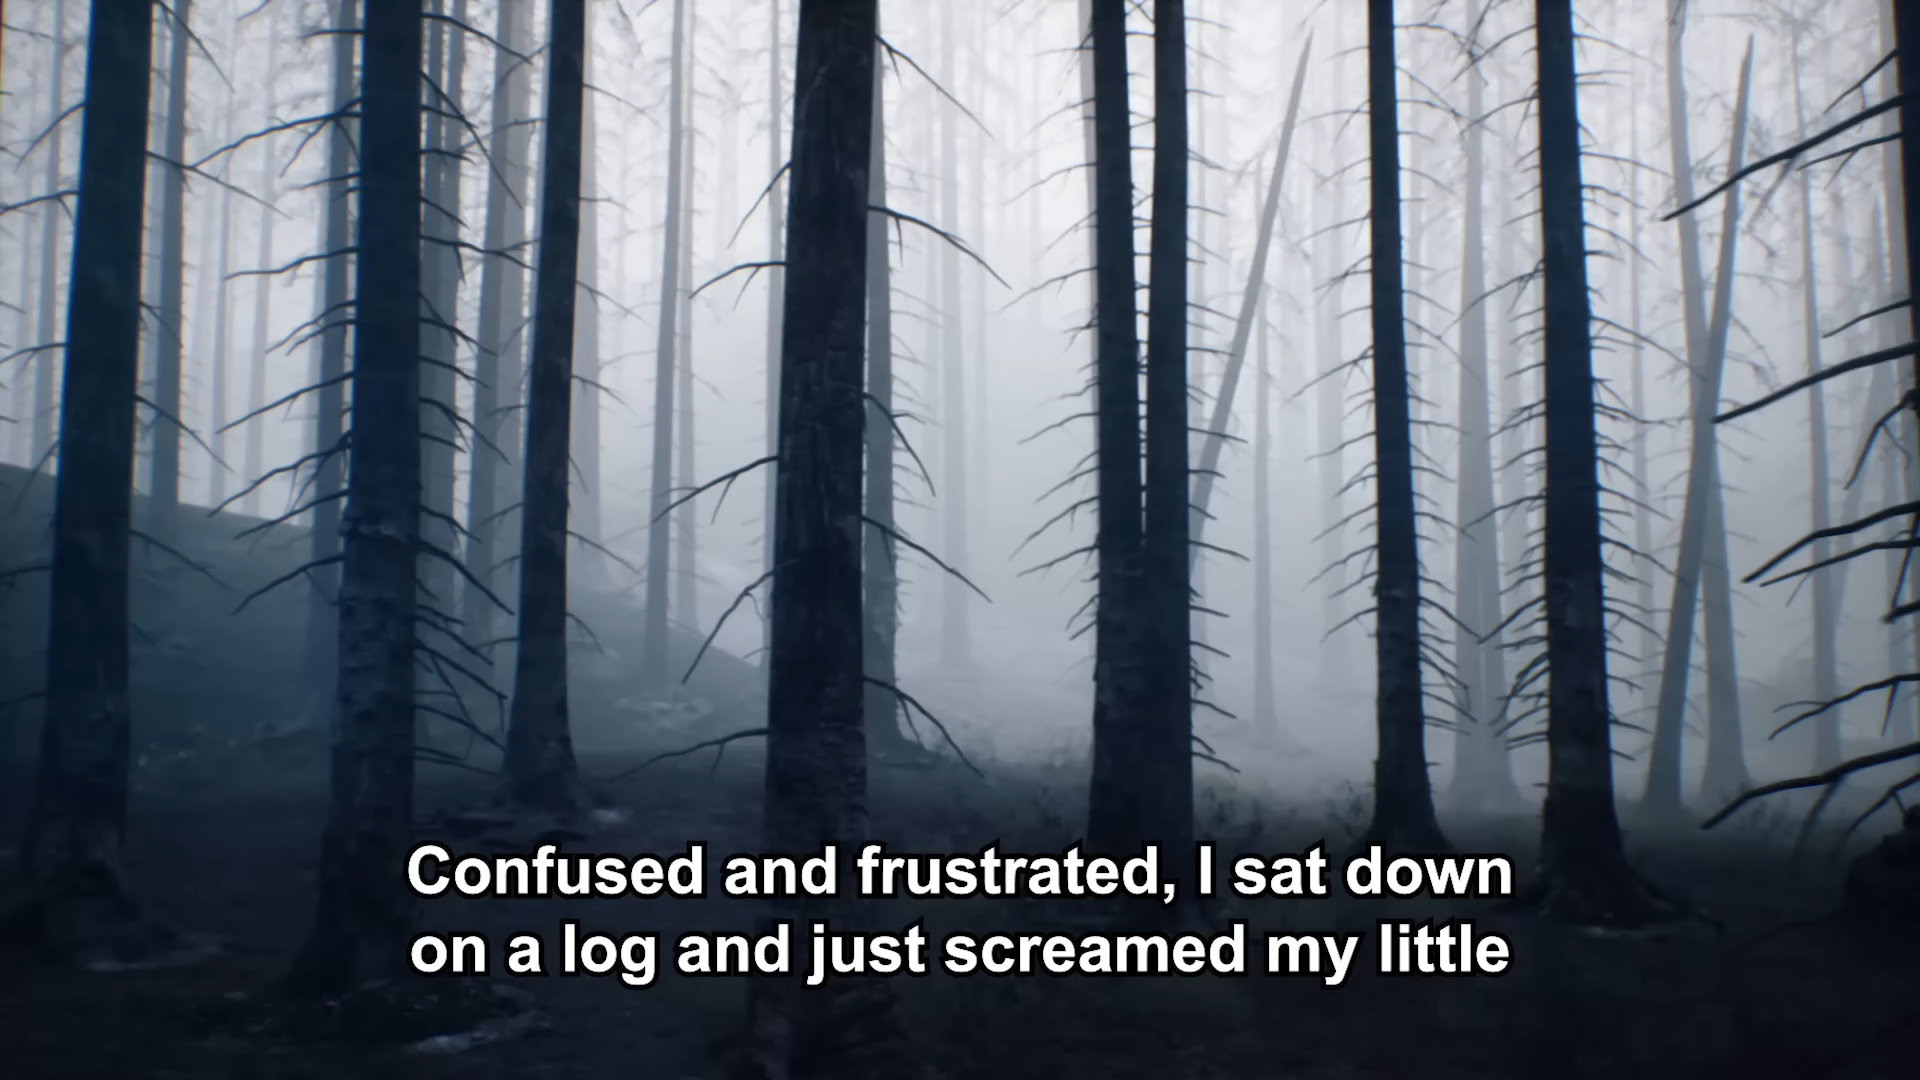 Confused and frustrated, I sat down
on a log and just screamed my little